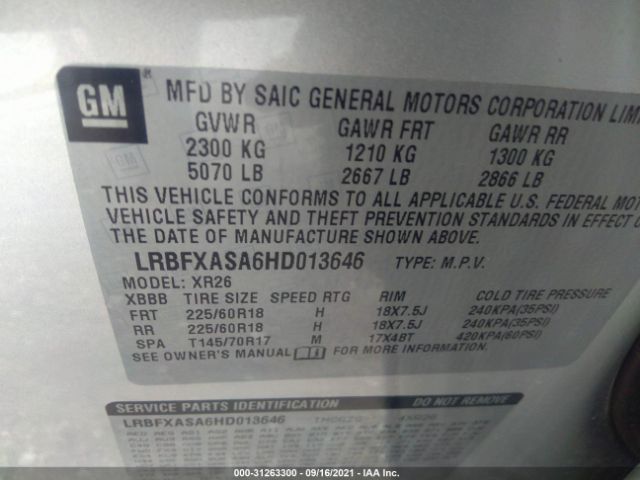 GM
MFD BY SAIC GENERAL MOTORS CORPORATION LIMI
GVWR GAWR FRT GAWR RR
2300 KG 1210 KG 1300 KG
5070 LB 2667 LB 2866 LB
THIS VEHICLE CONFORMS TO ALL APPLICABLE U.S. FEDERAL MOT
VEHICLE SAFETY AND THEFT PREVENTION STANDARDS IN EFFECT O
THE DATE OF MANUFACTURE SHOWN ABOVE.
LRBFXASA6HD013646 TYPE: M.P.V.
MODEL: XR26
XBBB TIRE SIZE SPEED RTG RIM COLD TIRE PRESSURE
FRT 225/60R18 H 18X7.5J 240KPA(35PSI)
RR 225/60R18 H 18X7.5J 240KPA(35PSI)
SPA T145/70R17 M 17X4BT 420KPA(60PSI)
SEE OWNER'S MANUAL FOR MORE INFORMATION.
SERVICE PARTS IDENTIFICATION
LRBFXASA6HD013646
000-31263300 - 09/16/2021 - IAA Inc.